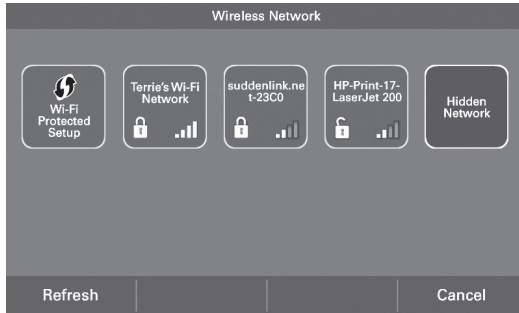 Wireless Network
Wi-Fi
Protected
Setup
Terrie's Wi-Fi
Network
suddenlink.ne
t-23C0
HP-Print-17-
LaserJet 200
Hidden
Network
Refresh
Cancel